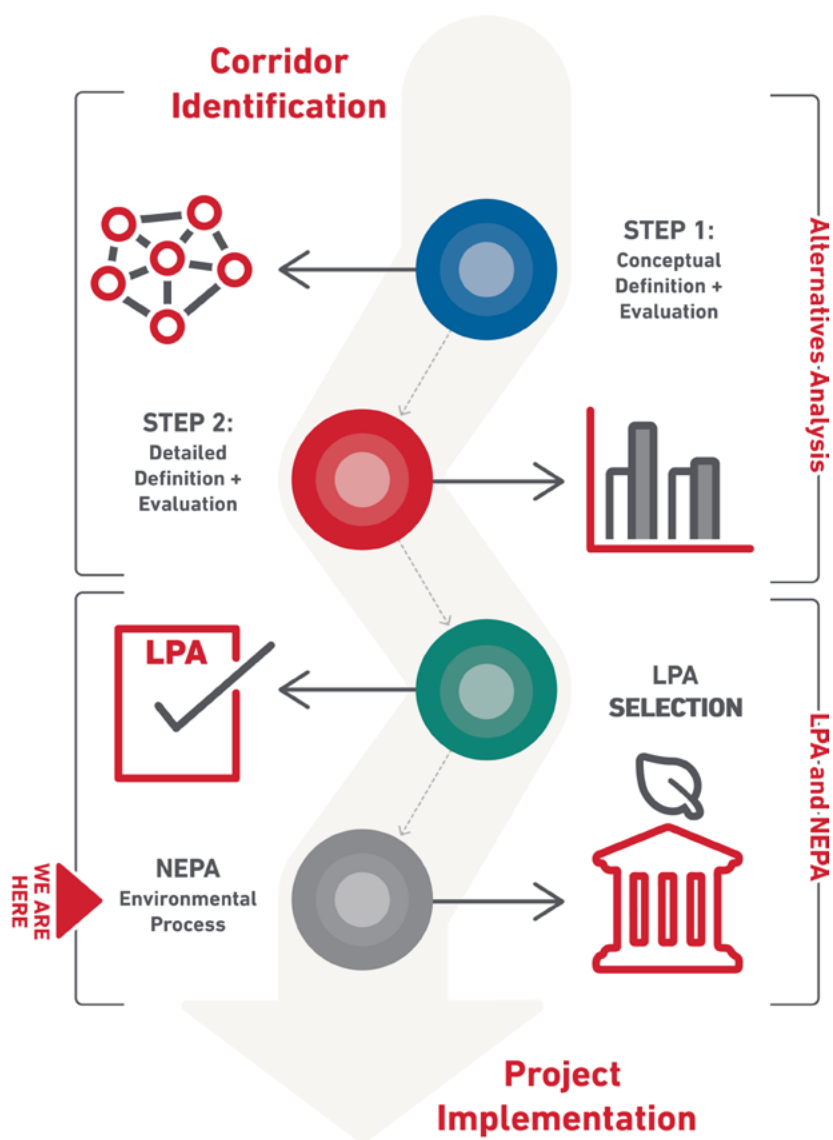 Corridor
Identification
STEP 1:
Conceptual
Definition +
Evaluation
Alternatives Analysis
STEP 2:
Detailed
Definition +
Evaluation
LPA
LPA
SELECTION
LPA and NEPA
WE ARE
HERE
NEPA
Environmental
Process
Project
Implementation